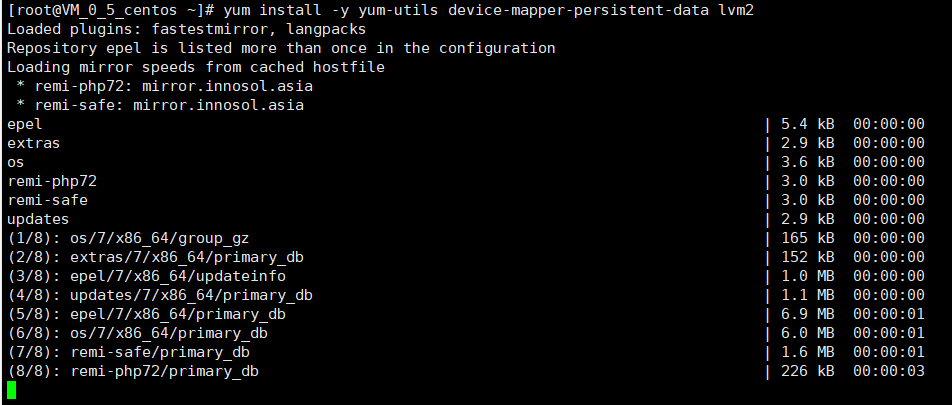 [root@VM_0_5_centos ~]# yum install -y yum-utils device-mapper-persistent-data lvm2
Loaded plugins: fastestmirror, langpacks
Repository epel is listed more than once in the configuration
Loading mirror speeds from cached hostfile
 * remi-php72: mirror.innosol.asia
 * remi-safe: mirror.innosol.asia
epel | 5.4 kB 00:00:00
extras | 2.9 kB 00:00:00
os | 3.6 kB 00:00:00
remi-php72 | 3.0 kB 00:00:00
remi-safe | 3.0 kB 00:00:00
updates | 2.9 kB 00:00:00
(1/8): os/7/x86_64/group_gz | 165 kB 00:00:00
(2/8): extras/7/x86_64/primary_db | 152 kB 00:00:00
(3/8): epel/7/x86_64/updateinfo | 1.0 MB 00:00:00
(4/8): updates/7/x86_64/primary_db | 1.1 MB 00:00:00
(5/8): epel/7/x86_64/primary_db | 6.9 MB 00:00:01
(6/8): os/7/x86_64/primary_db | 6.0 MB 00:00:01
(7/8): remi-safe/primary_db | 1.6 MB 00:00:01
(8/8): remi-php72/primary_db | 226 kB 00:00:03